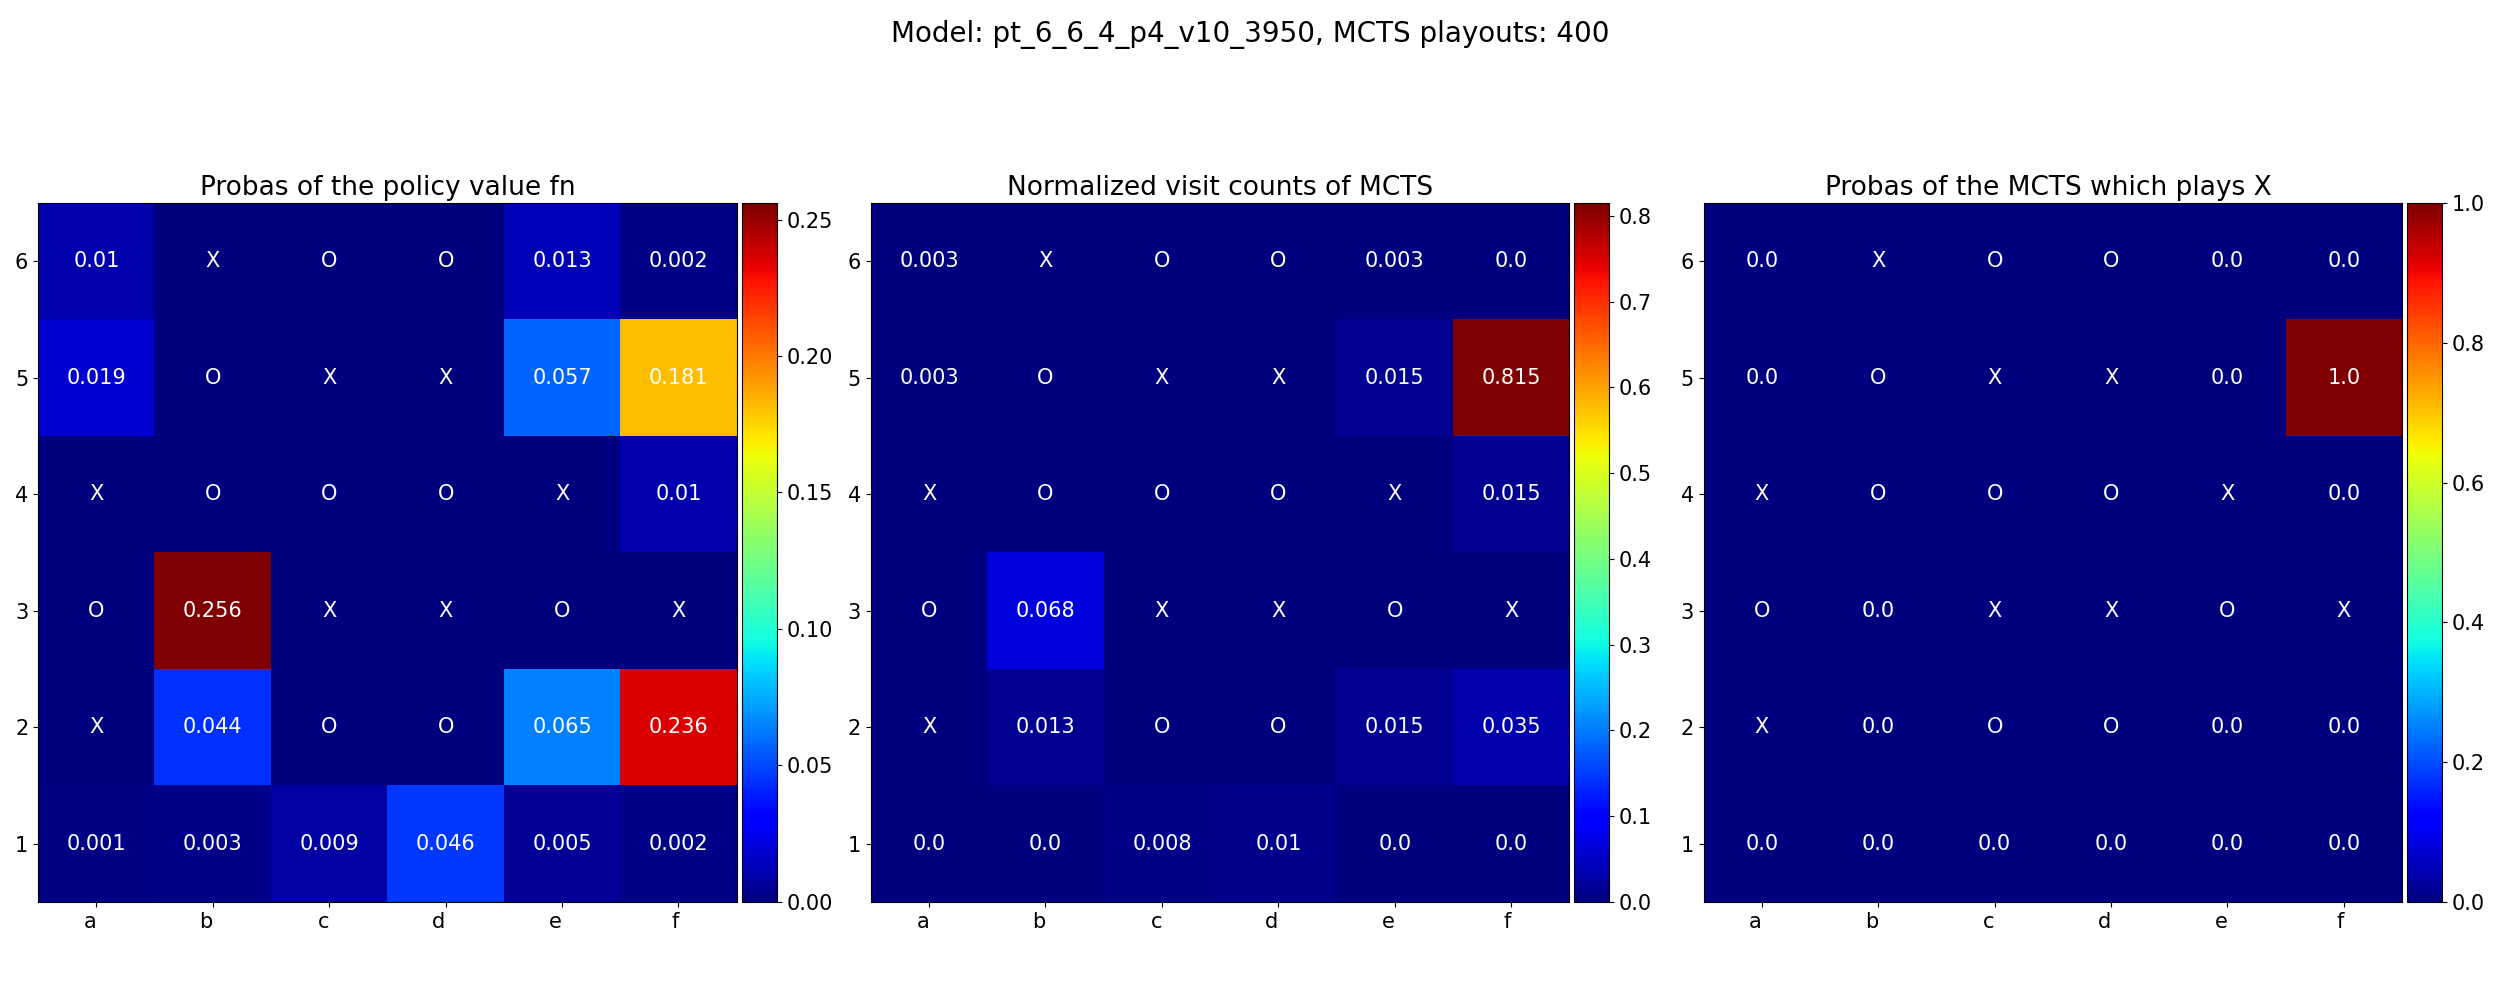 Model: pt_6_6_4_p4_v10_3950, MCTS playouts: 400
Probas of the policy value fn
6 0.01 X O O 0.013 0.002
5 0.019 O X X 0.057 0.181
4 X O O O X 0.01
3 O 0.256 X X O X
2 X 0.044 O O 0.065 0.236
1 0.001 0.003 0.009 0.046 0.005 0.002
a b c d e f
0.25
0.20
0.15
0.10
0.05
0.00
Normalized visit counts of MCTS
6 0.003 X O O 0.003 0.0
5 0.003 O X X 0.015 0.815
4 X O O O X 0.015
3 O 0.068 X X O X
2 X 0.013 O O 0.015 0.035
1 0.0 0.0 0.008 0.01 0.0 0.0
a b c d e f
0.8
0.7
0.6
0.5
0.4
0.3
0.2
0.1
0.0
Probas of the MCTS which plays X
6 0.0 X O O 0.0 0.0
5 0.0 O X X 0.0 1.0
4 X O O O X 0.0
3 O 0.0 X X O X
2 X 0.0 O O 0.0 0.0
1 0.0 0.0 0.0 0.0 0.0 0.0
a b c d e f
1.0
0.8
0.6
0.4
0.2
0.0